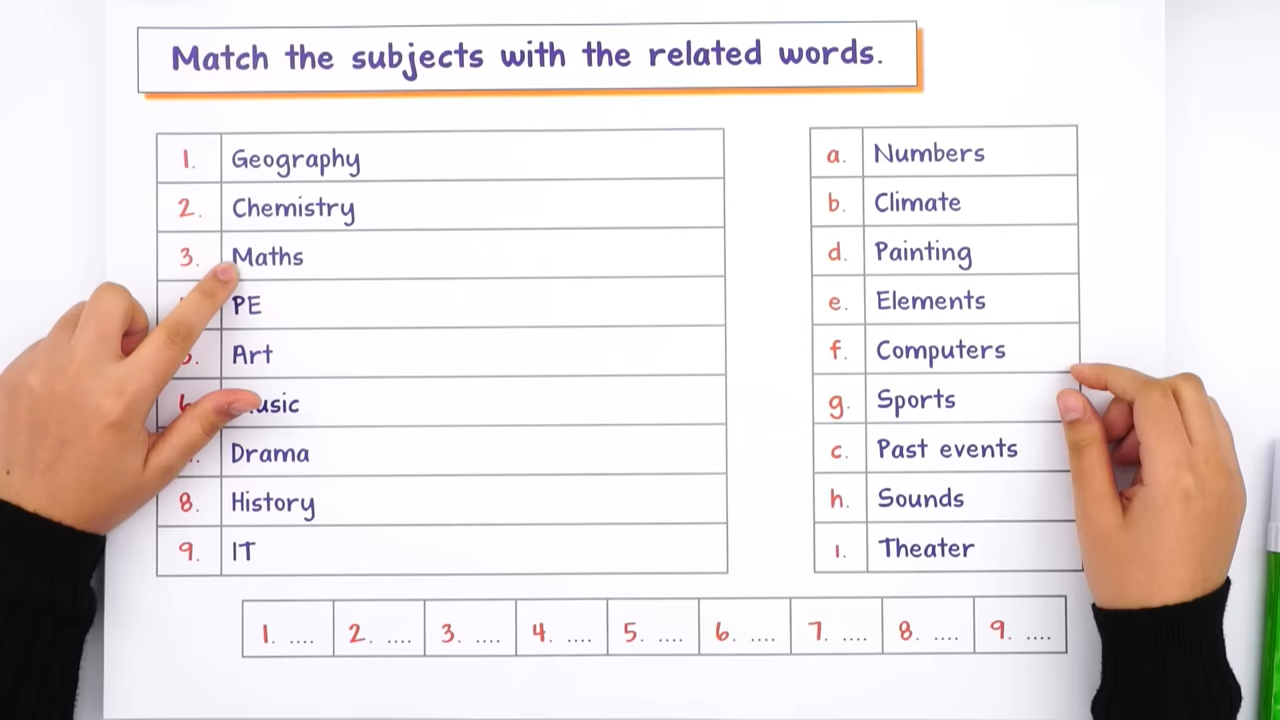 Match the subjects with the related words.
1. Geography
2. Chemistry
3. Maths
PE
Art
Drama
8. History
9. IT
a. Numbers
b. Climate
d. Painting
e. Elements
f. Computers
g. Sports
c. Past events
h. Sounds
ı. Theater
1. .... 2. .... 3. .... 4. .... 5. .... 6. .... 7. .... 8. .... 9. ....